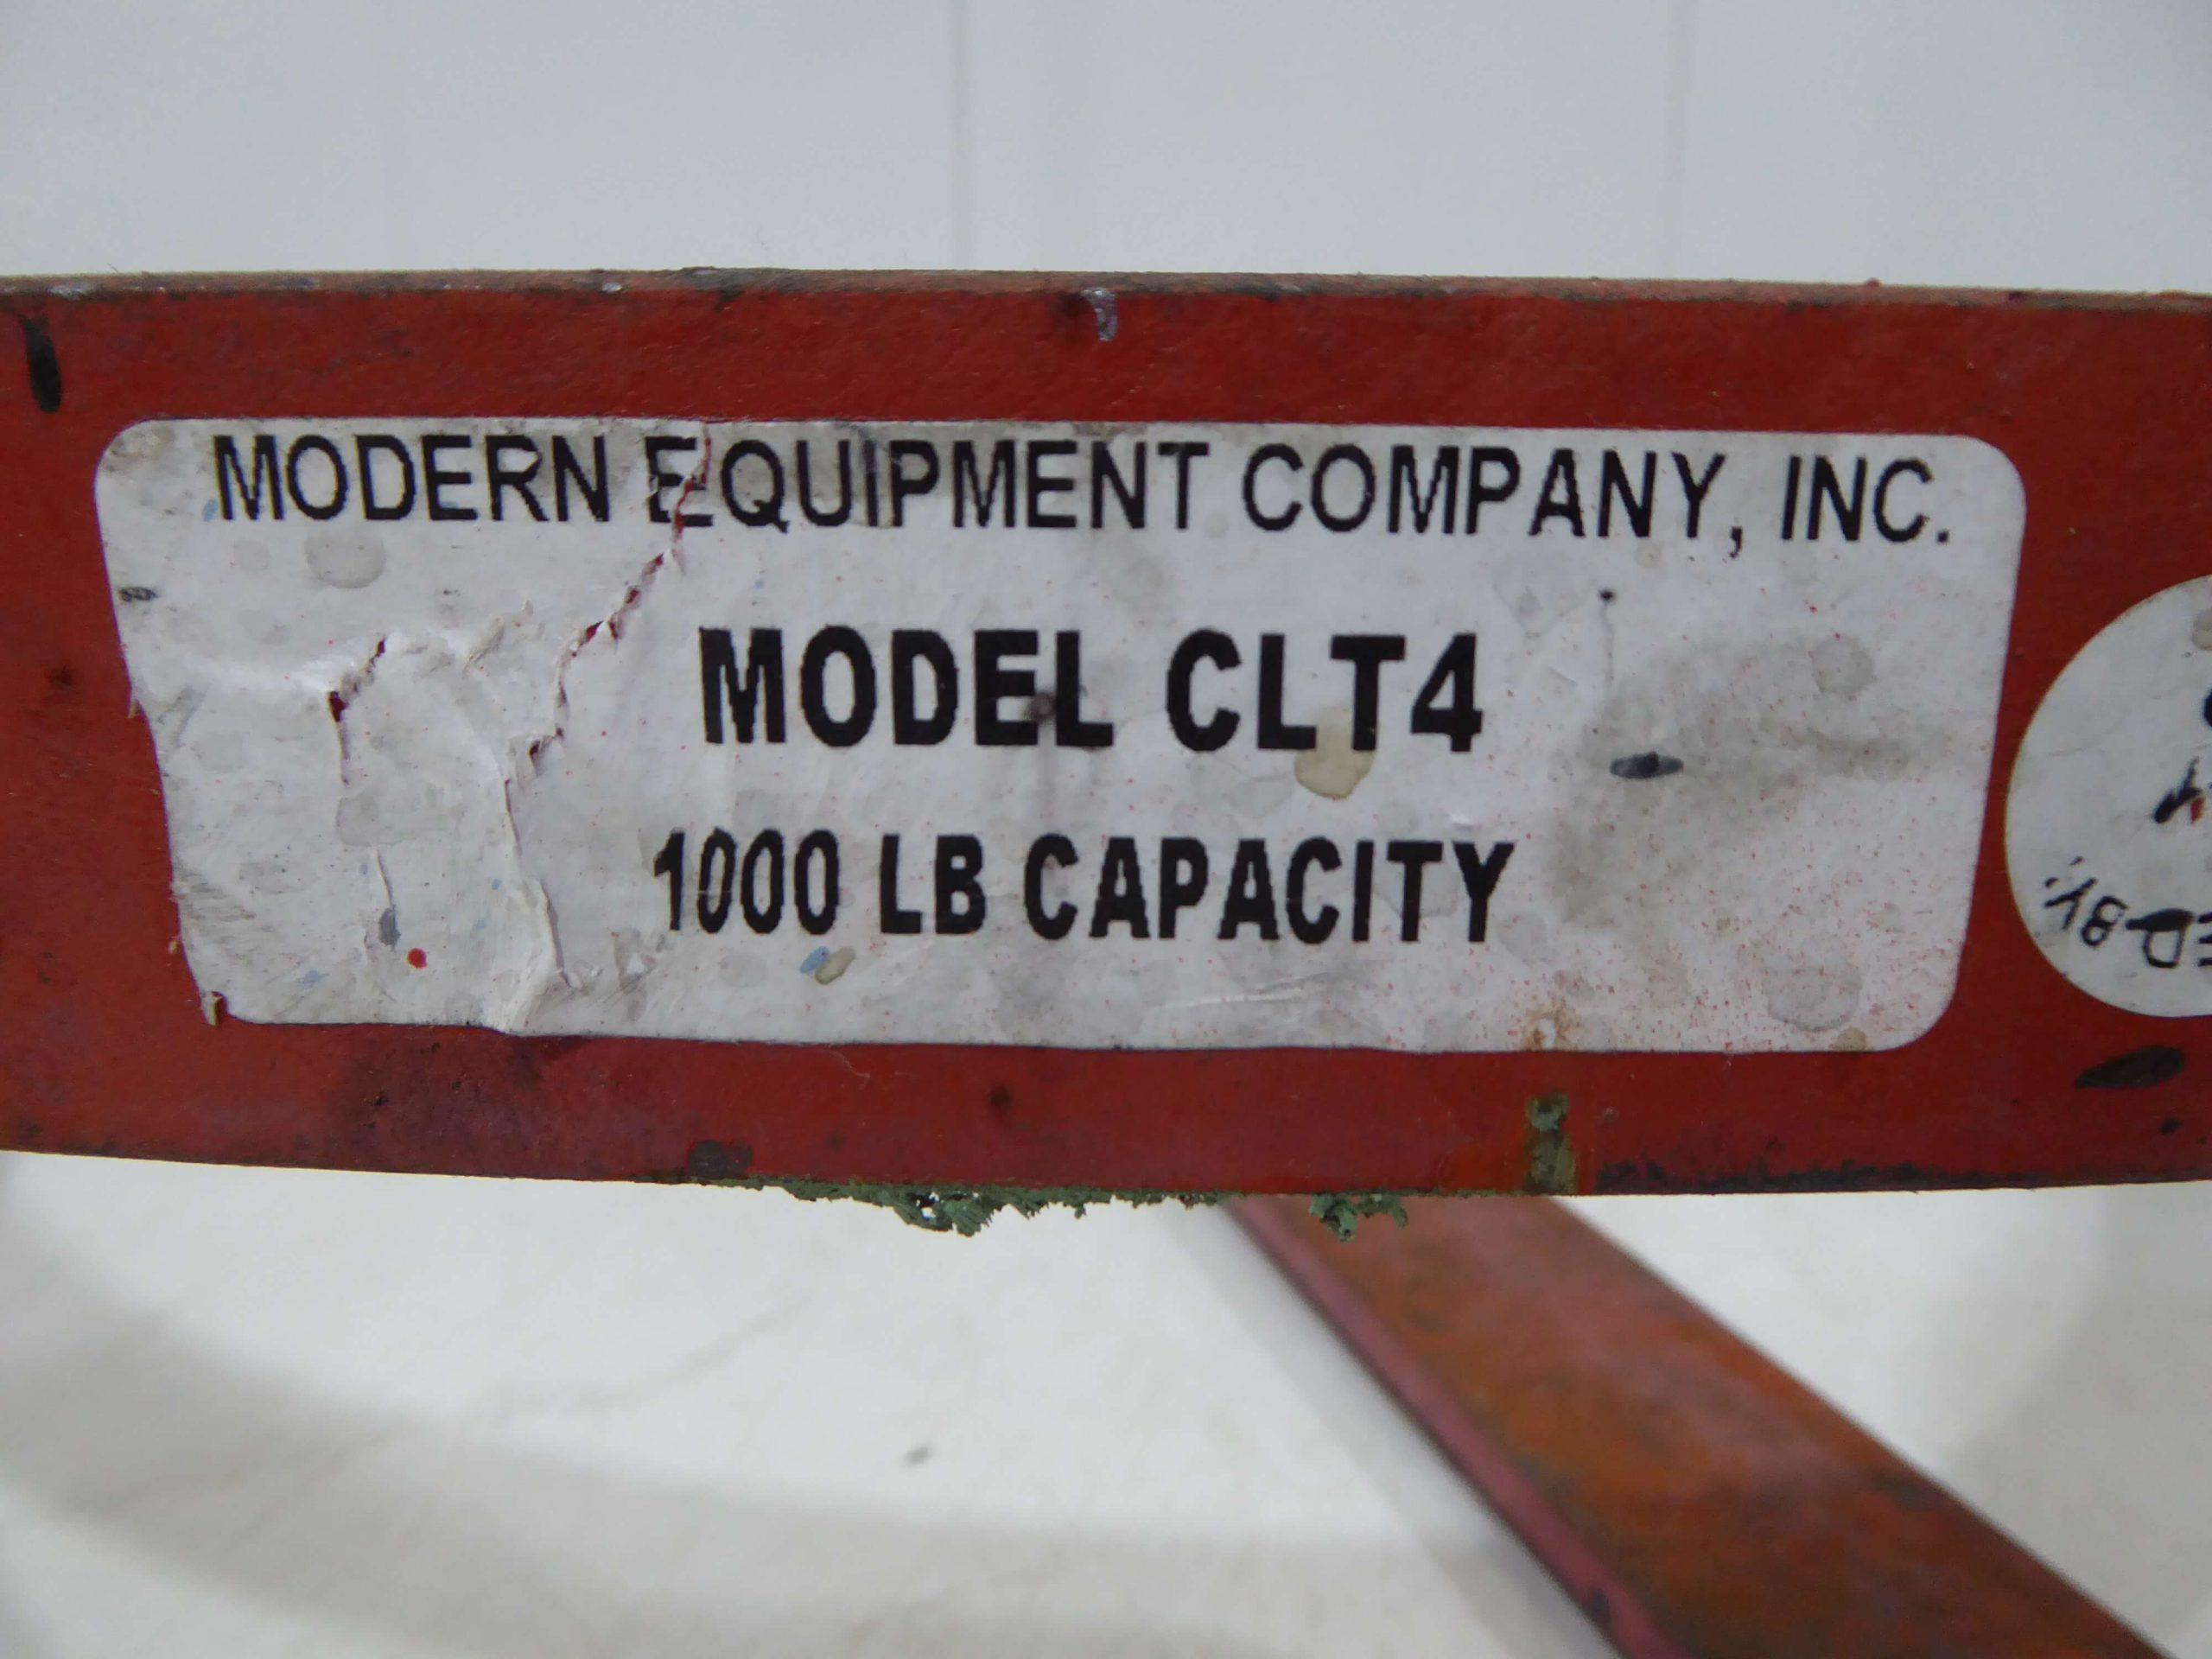 MODERN EQUIPMENT COMPANY, INC.
MODEL CLT4
1000 LB CAPACITY